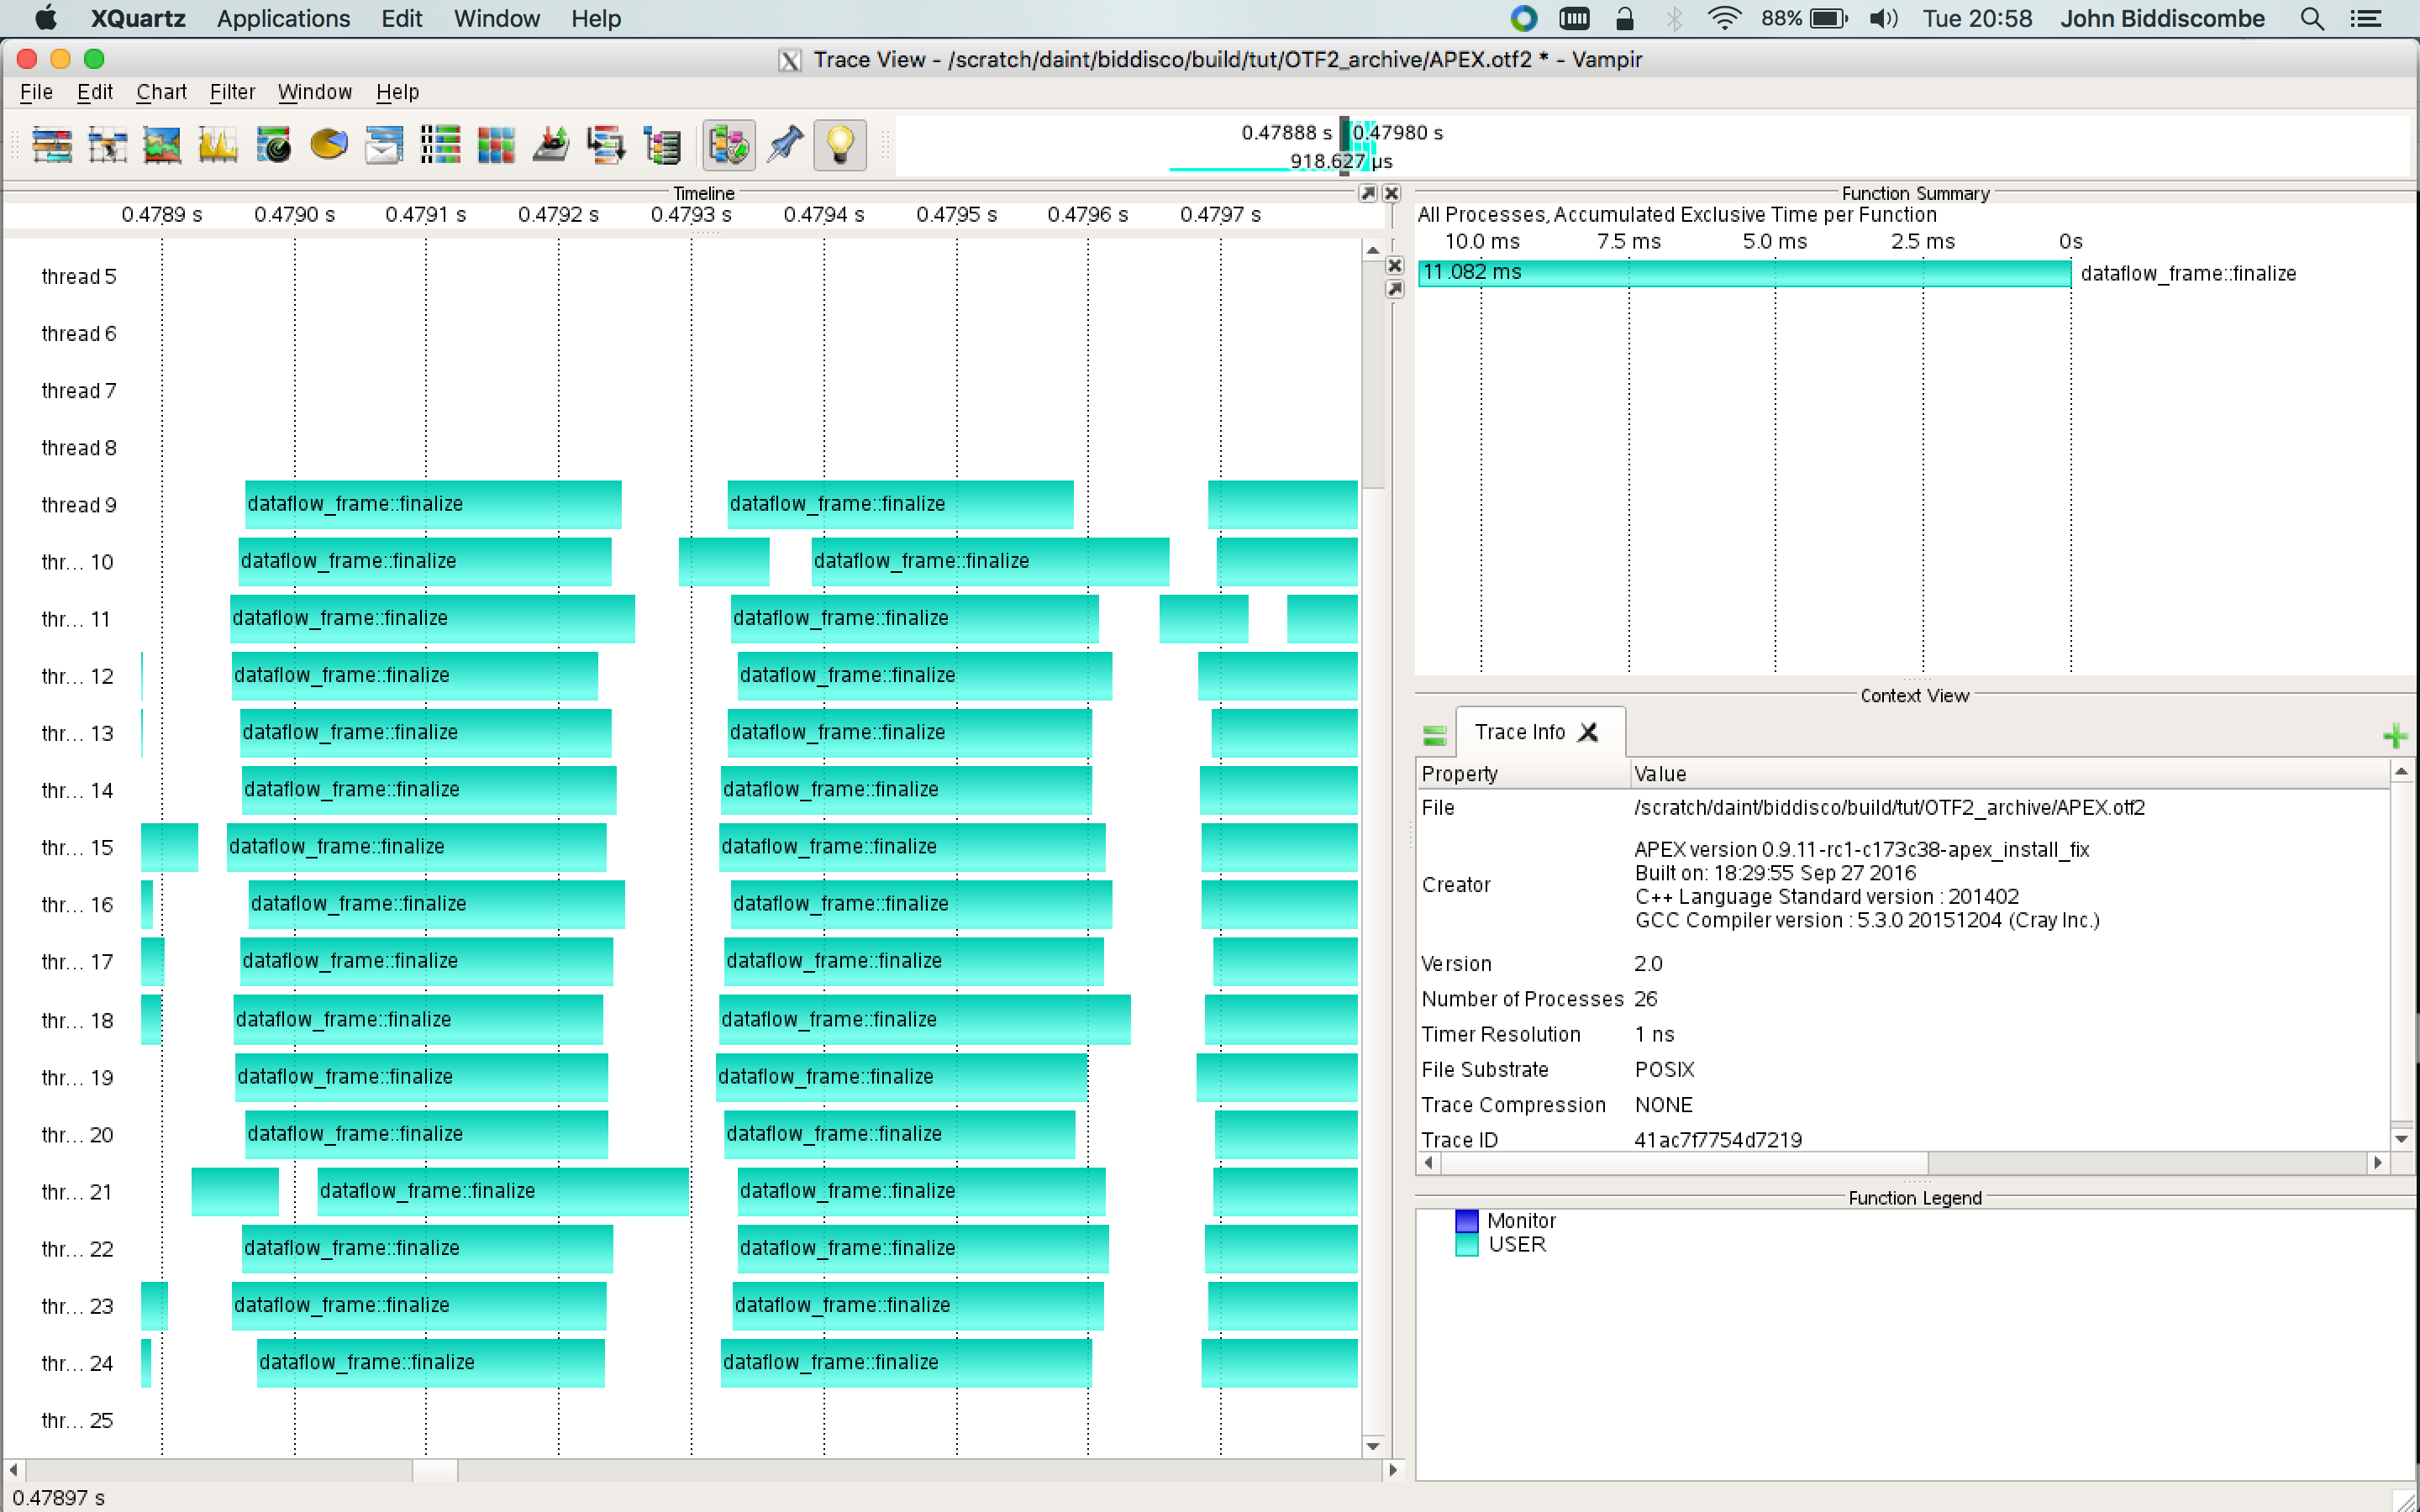 XQuartz Applications Edit Window Help 88% Tue 20:58 John Biddiscombe
Trace View - /scratch/daint/biddisco/build/tut/OTF2_archive/APEX.otf2 * - Vampir
File Edit Chart Filter Window Help
0.47888 s 0.47980 s
918.627 µs
Timeline
0.4789 s 0.4790 s 0.4791 s 0.4792 s 0.4793 s 0.4794 s 0.4795 s 0.4796 s 0.4797 s
thread 5
thread 6
thread 7
thread 8
thread 9 dataflow_frame::finalize dataflow_frame::finalize
thr... 10 dataflow_frame::finalize dataflow_frame::finalize
thr... 11 dataflow_frame::finalize dataflow_frame::finalize
thr... 12 dataflow_frame::finalize dataflow_frame::finalize
thr... 13 dataflow_frame::finalize dataflow_frame::finalize
thr... 14 dataflow_frame::finalize dataflow_frame::finalize
thr... 15 dataflow_frame::finalize dataflow_frame::finalize
thr... 16 dataflow_frame::finalize dataflow_frame::finalize
thr... 17 dataflow_frame::finalize dataflow_frame::finalize
thr... 18 dataflow_frame::finalize dataflow_frame::finalize
thr... 19 dataflow_frame::finalize dataflow_frame::finalize
thr... 20 dataflow_frame::finalize dataflow_frame::finalize
thr... 21 dataflow_frame::finalize dataflow_frame::finalize
thr... 22 dataflow_frame::finalize dataflow_frame::finalize
thr... 23 dataflow_frame::finalize dataflow_frame::finalize
thr... 24 dataflow_frame::finalize dataflow_frame::finalize
thr... 25
0.47897 s
Function Summary
All Processes, Accumulated Exclusive Time per Function
10.0 ms 7.5 ms 5.0 ms 2.5 ms 0s
11.082 ms dataflow_frame::finalize
Context View
Trace Info
Property Value
File /scratch/daint/biddisco/build/tut/OTF2_archive/APEX.otf2
Creator APEX version 0.9.11-rc1-c173c38-apex_install_fix
Built on: 18:29:55 Sep 27 2016
C++ Language Standard version : 201402
GCC Compiler version : 5.3.0 20151204 (Cray Inc.)
Version 2.0
Number of Processes 26
Timer Resolution 1 ns
File Substrate POSIX
Trace Compression NONE
Trace ID 41ac7f7754d7219
Function Legend
Monitor
USER